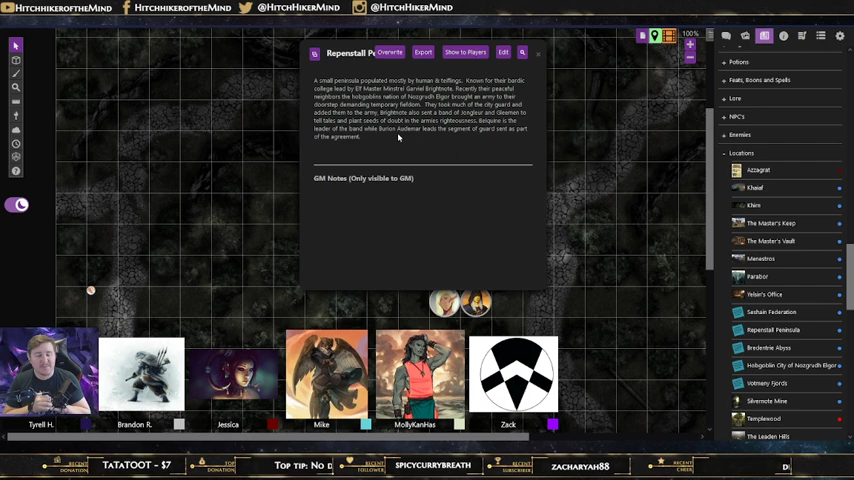 HitchhikeroftheMind
HitchhikeroftheMind
@HitchHikerMind
@HitchHikerMind
Repenstall Pe
Overwrite
Export
Show to Players
Edit
100%
A small peninsula populated mostly by human & teiflings. Known for their bardic
college lead by Elf Master Minstrel Garviel Brightnote. Recently their peaceful
neighbors the hobgoblins nation of Nozgrudh Elgor brought an army to their
doorstep demanding temporary fiefdom. They took much of the city guard and
added them to the army, Brightnote also sent a band of Jongleur and Gleemen to
tell tales and plant seeds of doubt in the armies righteousness. Beiquine is the
leader of the band while Burion Audemar leads the segment of guard sent as part
of the agreement.
GM Notes (Only visible to GM)
Potions
Feats, Boons and Spells
Lore
NPC's
Enemies
Locations
Azzagrat
Khaiaf
Khim
The Master's Keep
The Master's Vault
Menestros
Parabor
Yelsin's Office
Seshain Federation
Repenstall Peninsula
Bredentrie Abyss
Hobgoblin City of Nozgrudh Elgor
Votmeny Fjords
Silvernote Mine
Templewood
The Leaden Hills
Tyrell H.
Brandon R.
Jessica
Mike
MollyKanHas
Zack
Recent Donation
TaTaToot - $7
Top Donation
Top tip: No d
Recent Follower
spicycurrybreath
Recent Subscriber
zacharyah88
Recent Cheer